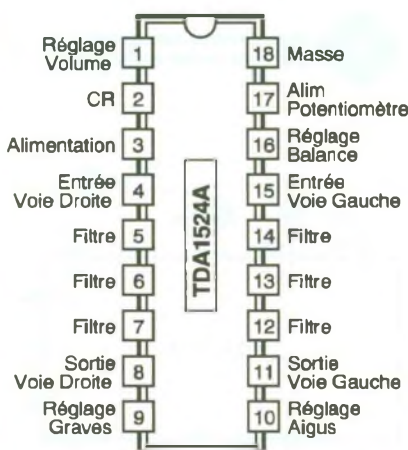 Réglage
Volume
1
18
Masse
CR
2
17
Alim
Potentiomètre
Alimentation
3
16
Réglage
Balance
Entrée
Voie Droite
4
15
Entrée
Voie Gauche
Filtre
5
14
Filtre
Filtre
6
13
Filtre
Filtre
7
12
Filtre
Sortie
Voie Droite
8
11
Sortie
Voie Gauche
Réglage
Graves
9
10
Réglage
Aigus
TDA1524A